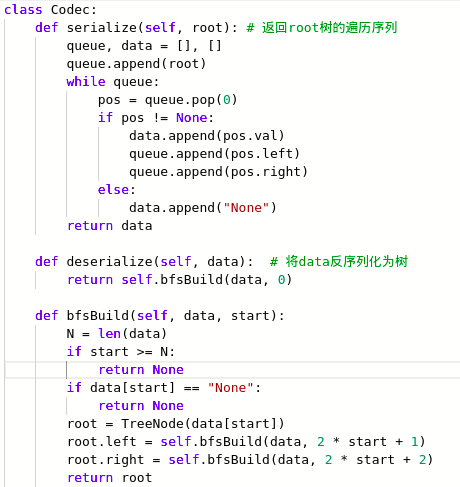 class Codec:
    def serialize(self, root): # 返回root树的遍历序列
        queue, data = [], []
        queue.append(root)
        while queue:
            pos = queue.pop(0)
            if pos != None:
                data.append(pos.val)
                queue.append(pos.left)
                queue.append(pos.right)
            else:
                data.append("None")
        return data

    def deserialize(self, data):  # 将data反序列化为树
        return self.bfsBuild(data, 0)

    def bfsBuild(self, data, start):
        N = len(data)
        if start >= N:
            return None
        if data[start] == "None":
            return None
        root = TreeNode(data[start])
        root.left = self.bfsBuild(data, 2 * start + 1)
        root.right = self.bfsBuild(data, 2 * start + 2)
        return root